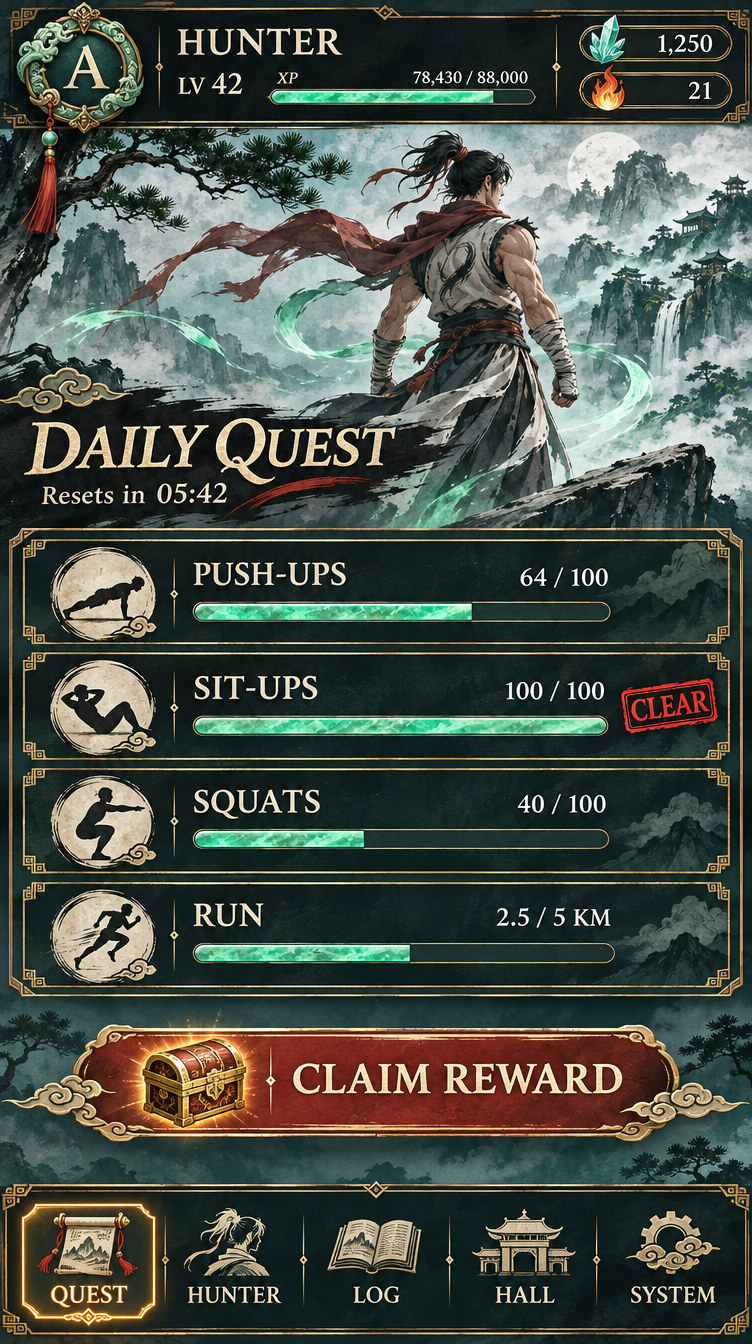 A
HUNTER
LV 42
XP
78,430 / 88,000
1,250
21
DAILY QUEST
Resets in 05:42
PUSH-UPS
64 / 100
SIT-UPS
100 / 100
CLEAR
SQUATS
40 / 100
RUN
2.5 / 5 KM
CLAIM REWARD
QUEST
HUNTER
LOG
HALL
SYSTEM